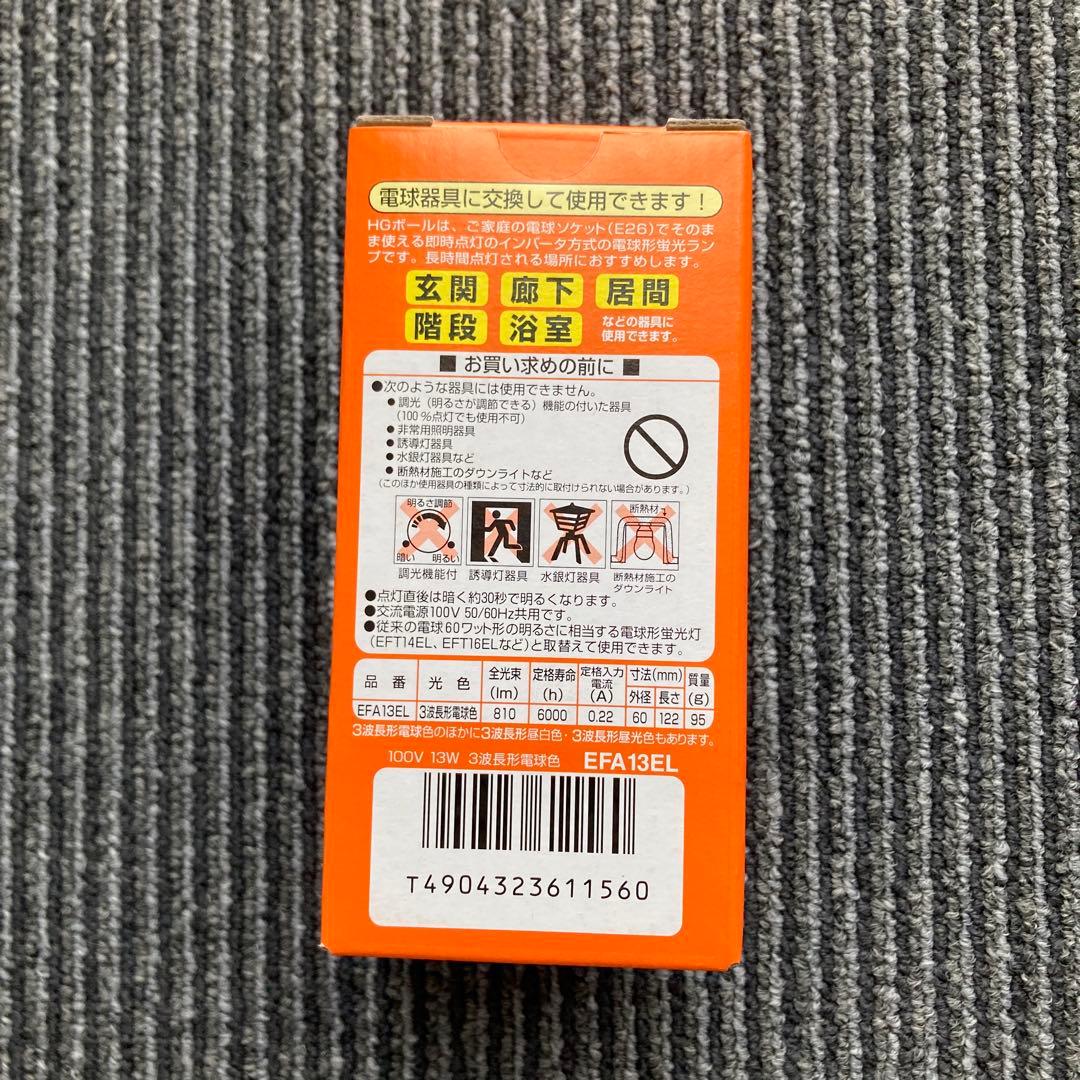 電球器具に交換して使用できます!
HGボールは、ご家庭の電球ソケット(E26)でそのま
ま使える即時点灯のインバータ方式の電球形蛍光ラン
プです。長時間点灯される場所におすすめします。
玄関 廊下 居間
階段 浴室 などの器具に
使用できます。
■ お買い求めの前に ■
●次のような器具には使用できません。
●調光(明るさが調節できる)機能の付いた器具
(100%点灯でも使用不可)
●非常用照明器具
●誘導灯器具
●水銀灯器具など
●断熱材施工のダウンライトなど
(このほか使用器具の種類によって寸法的に取付けられない場合があります。)
明るさ調節 断熱材
暗い 明るい
調光機能付 誘導灯器具 水銀灯器具 断熱材施工の
ダウンライト
●点灯直後は暗く約30秒で明るくなります。
●交流電源100V 50/60Hz共用です。
●従来の電球60ワット形の明るさに相当する電球形蛍光灯
(EFT14EL、EFT16ELなど)と取替えて使用できます。
品番 光色 全光束(lm) 定格寿命(h) 定格入力電流(A) 寸法(mm) 外径 長さ 質量(g)
EFA13EL 3波長形電球色 810 6000 0.22 60 122 95
3波長形電球色のほかに3波長形昼白色・3波長形昼光色もあります。
100V 13W 3波長形電球色 EFA13EL
T4904323611560